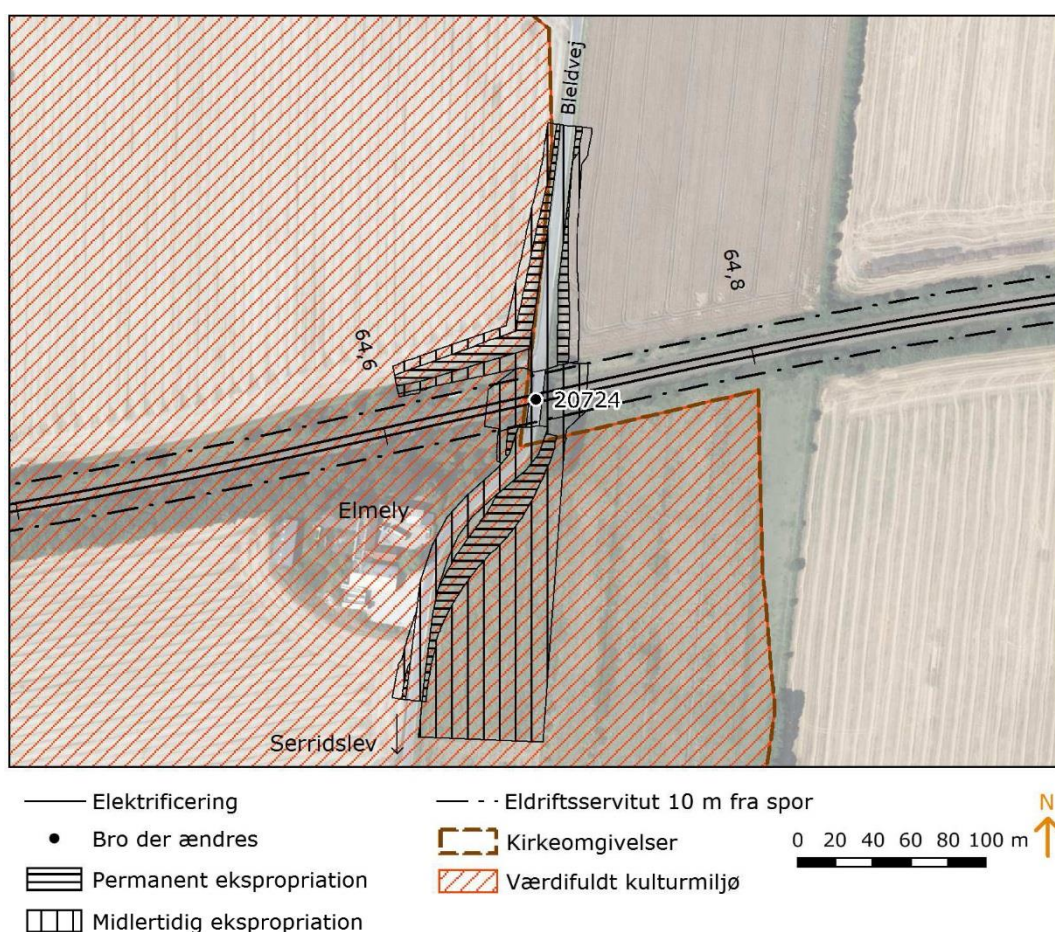 Bleldvej
64,8
64,6
20724
Elmely
Serridslev
Elektrificering
Bro der ændres
Permanent ekspropriation
Midlertidig ekspropriation
Eldriftsservitut 10 m fra spor
Kirkeomgivelser
Værdifuldt kulturmiljø
0 20 40 60 80 100 m
N